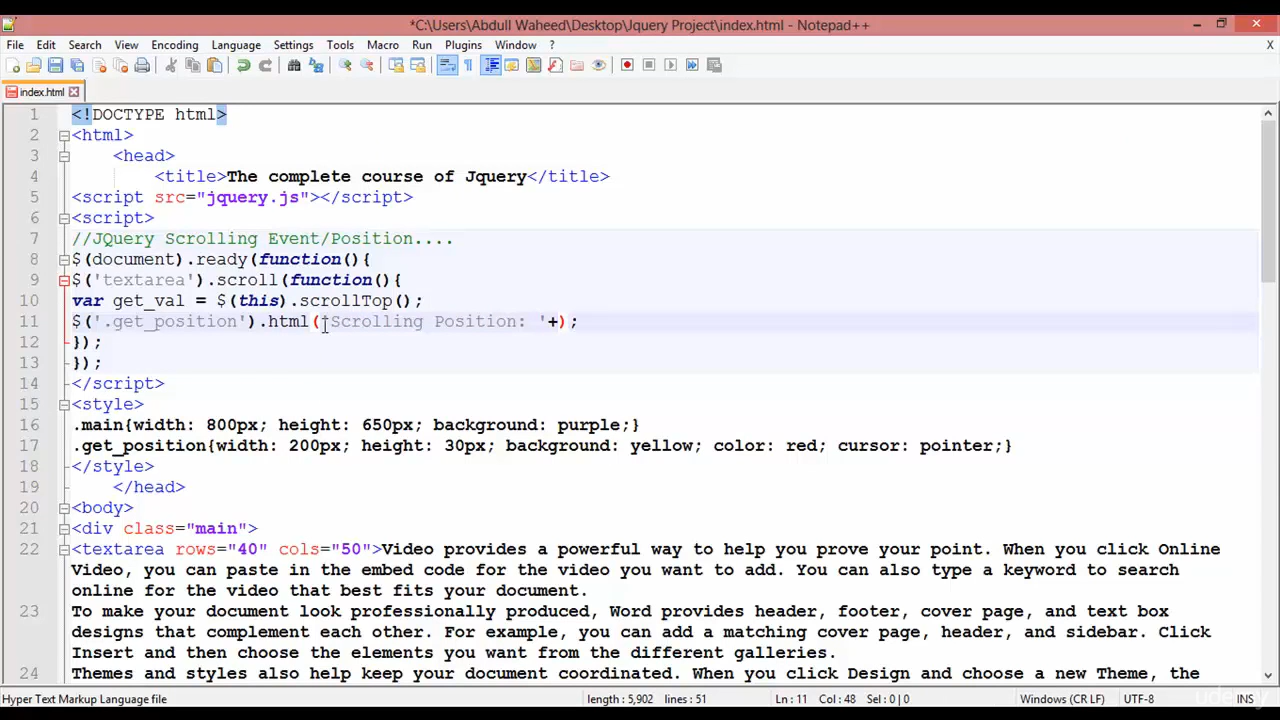 *C:\Users\Abdull Waheed\Desktop\Jquery Project\index.html - Notepad++
File Edit Search View Encoding Language Settings Tools Macro Run Plugins Window ? X
index.html
1 <!DOCTYPE html>
2 <html>
3 <head>
4 <title>The complete course of Jquery</title>
5 <script src="jquery.js"></script>
6 <script>
7 //JQuery Scrolling Event/Position....
8 $(document).ready(function(){
9 $('textarea').scroll(function(){
10 var get_val = $(this).scrollTop();
11 $('.get_position').html('Scrolling Position: '+);
12 });
13 });
14 </script>
15 <style>
16 .main{width: 800px; height: 650px; background: purple;}
17 .get_position{width: 200px; height: 30px; background: yellow; color: red; cursor: pointer;}
18 </style>
19 </head>
20 <body>
21 <div class="main">
22 <textarea rows="40" cols="50">Video provides a powerful way to help you prove your point. When you click Online
Video, you can paste in the embed code for the video you want to add. You can also type a keyword to search
online for the video that best fits your document.
23 To make your document look professionally produced, Word provides header, footer, cover page, and text box
designs that complement each other. For example, you can add a matching cover page, header, and sidebar. Click
Insert and then choose the elements you want from the different galleries.
24 Themes and styles also help keep your document coordinated. When you click Design and choose a new Theme, the
Hyper Text Markup Language file length : 5,902 lines : 51 Ln : 11 Col : 48 Sel : 0 | 0 Windows (CR LF) UTF-8 INS
udemy